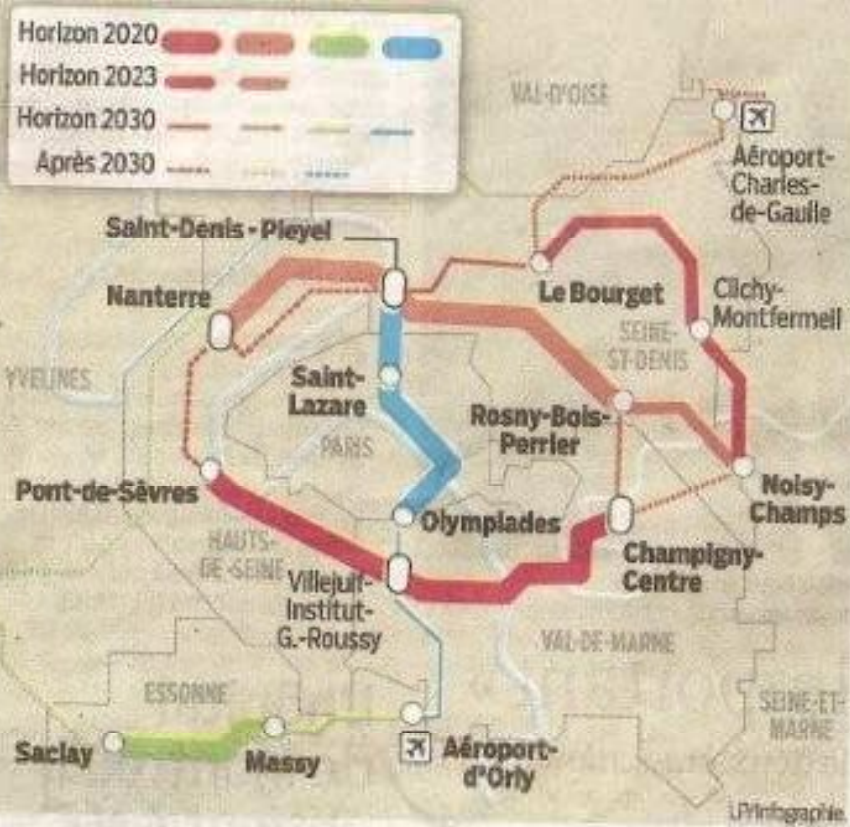 Horizon 2020
Horizon 2023
Horizon 2030
Après 2030
VAL-D'OISE
Aéroport-
Charles-
de-Gaulle
Saint-Denis - Pleyel
Nanterre
Le Bourget
Clichy-
Montfermeil
SEINE-
ST-DENIS
YVELINES
Saint-
Lazare
PARIS
Rosny-Bois-
Perrier
Pont-de-Sèvres
Olympiades
Noisy-
Champs
HAUTS-
DE-SEINE
Villejuif-
Institut-
G.-Roussy
Champigny-
Centre
VAL-DE-MARNE
ESSONNE
SEINE-ET-
MARNE
Saclay
Massy
Aéroport-
d'Orly
LP/Infographie.